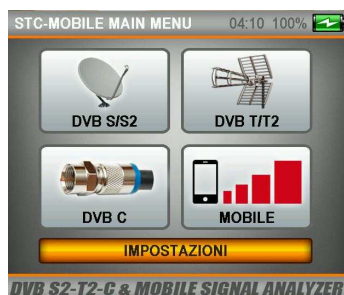 STC-MOBILE MAIN MENU 04:10 100%
DVB S/S2 DVB T/T2
DVB C MOBILE
IMPOSTAZIONI
DVB S2-T2-C & MOBILE SIGNAL ANALYZER